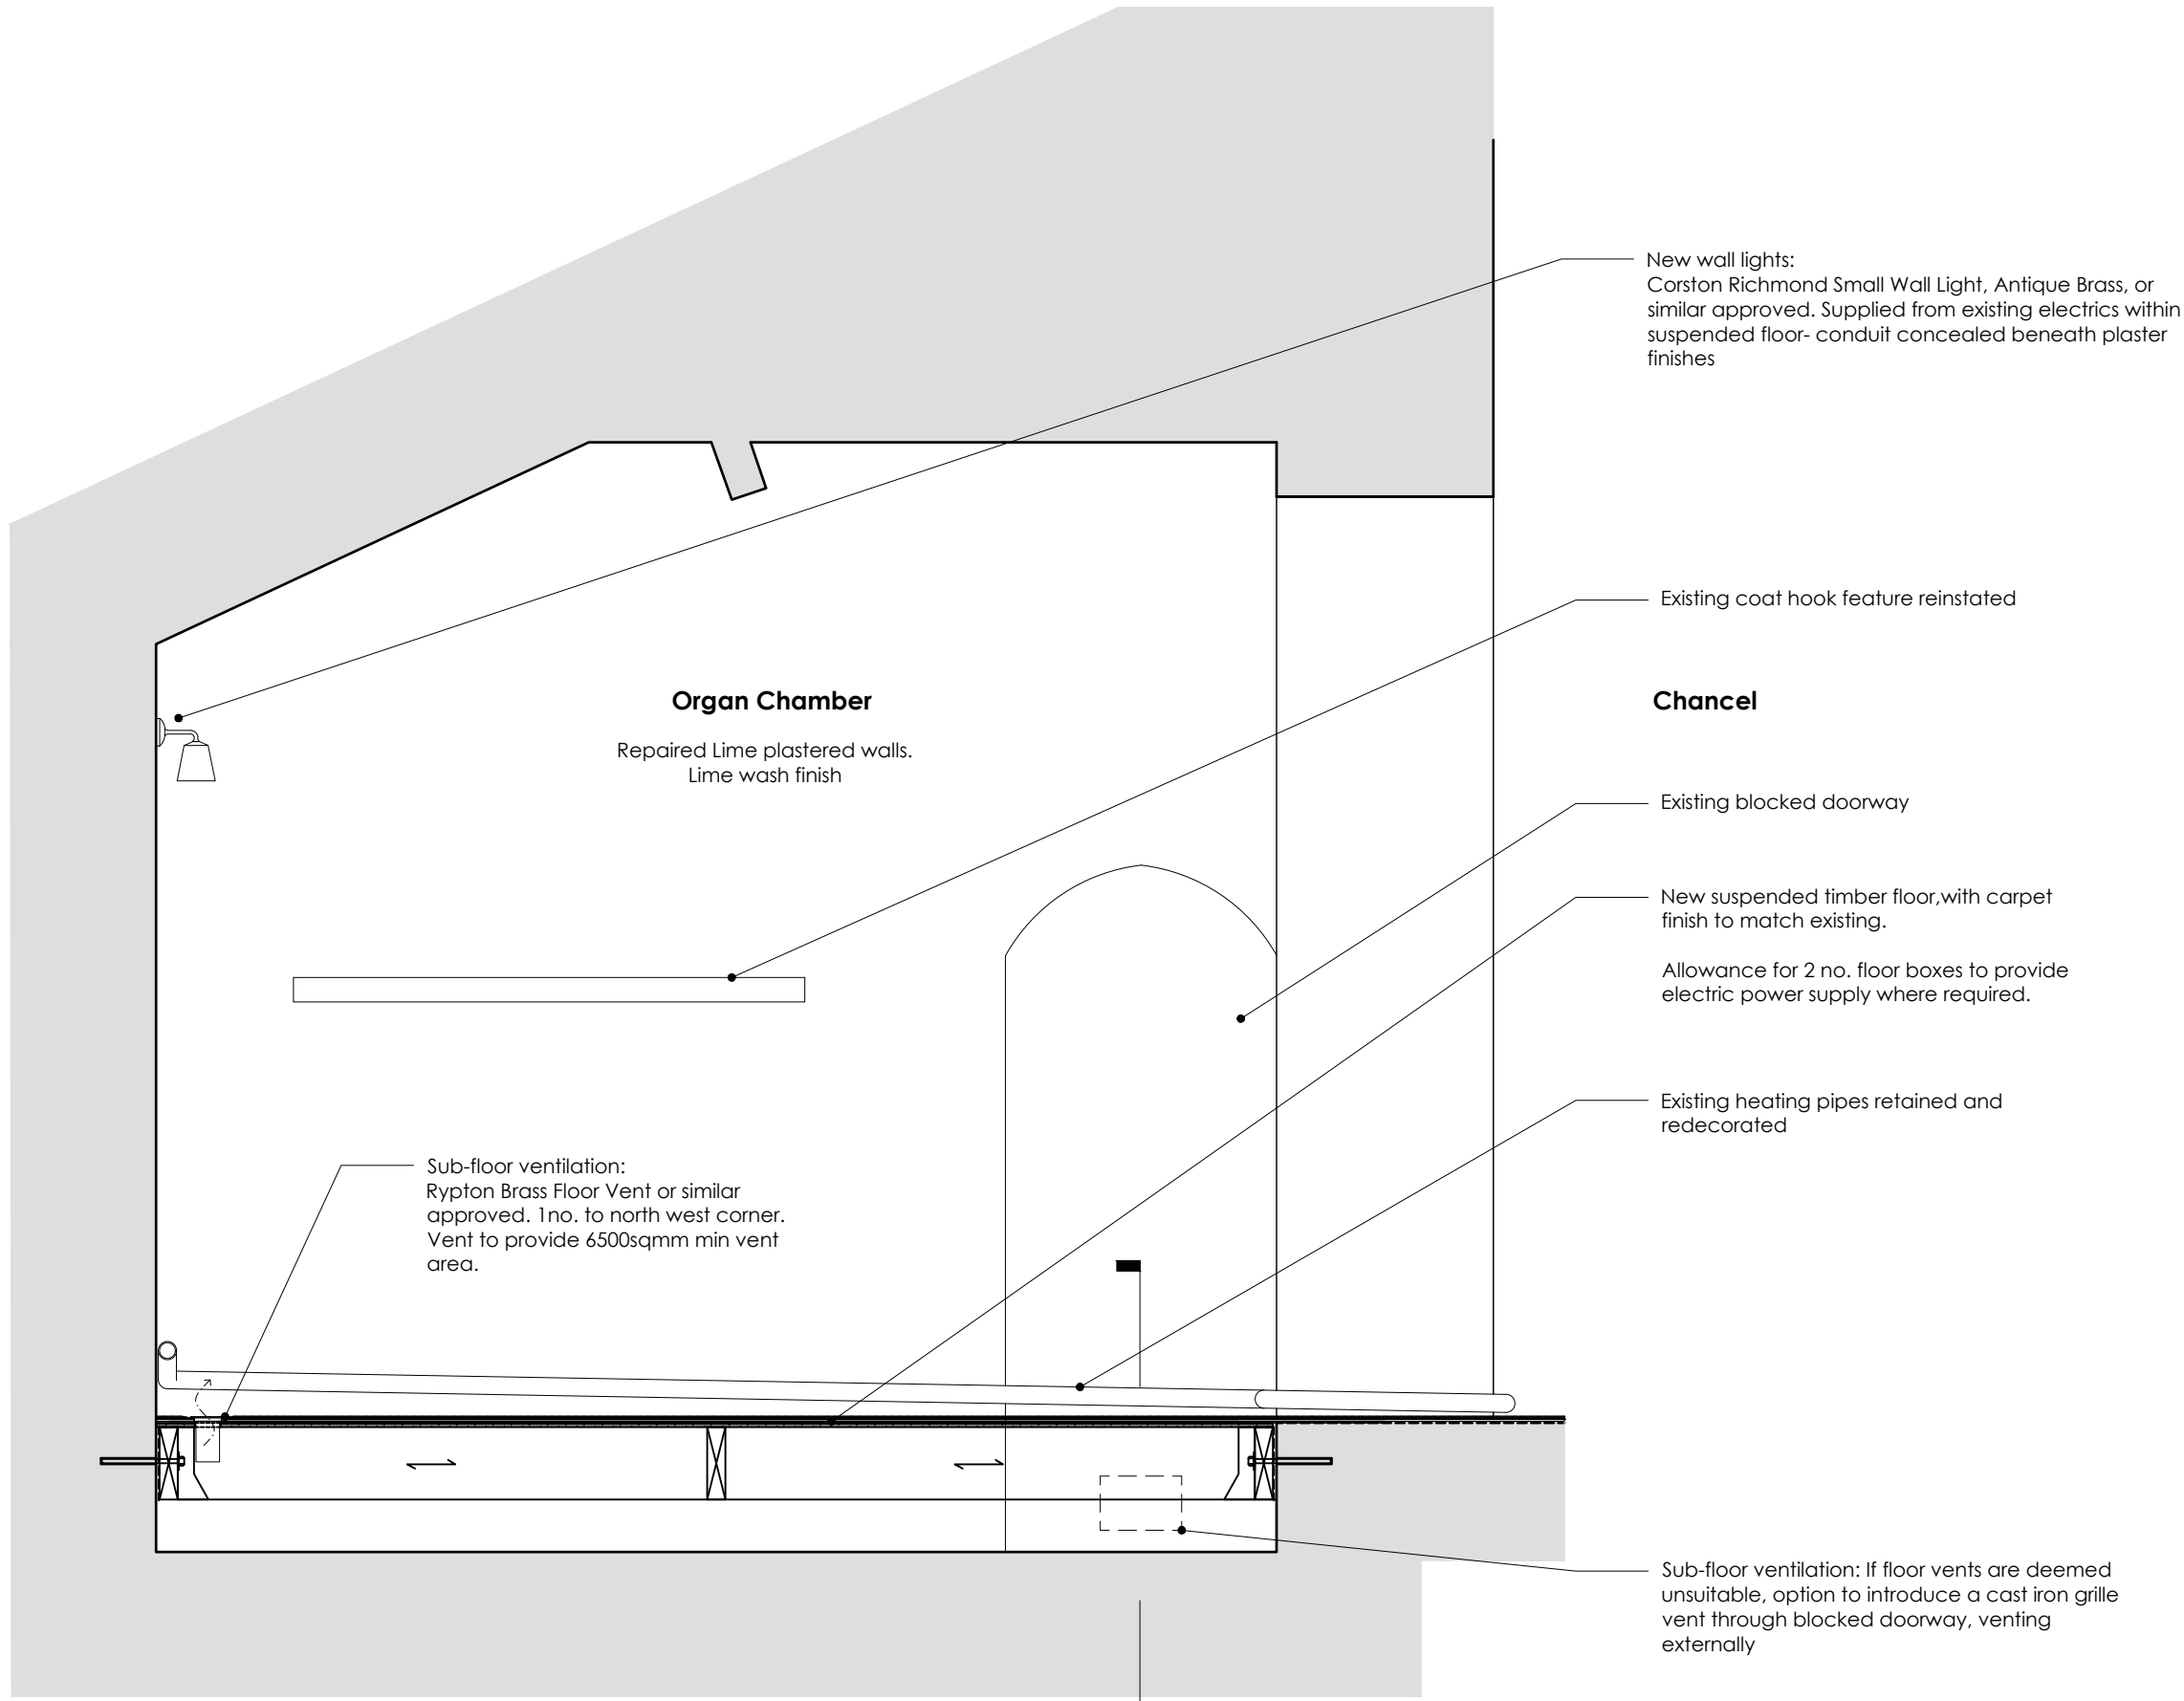 New wall lights:
Corston Richmond Small Wall Light, Antique Brass, or
similar approved. Supplied from existing electrics within
suspended floor- conduit concealed beneath plaster
finishes
Existing coat hook feature reinstated
Organ Chamber
Repaired Lime plastered walls.
Lime wash finish
Chancel
Existing blocked doorway
New suspended timber floor,with carpet
finish to match existing.
Allowance for 2 no. floor boxes to provide
electric power supply where required.
Existing heating pipes retained and
redecorated
Sub-floor ventilation:
Rypton Brass Floor Vent or similar
approved. 1no. to north west corner.
Vent to provide 6500sqmm min vent
area.
Sub-floor ventilation: If floor vents are deemed
unsuitable, option to introduce a cast iron grille
vent through blocked doorway, venting
externally